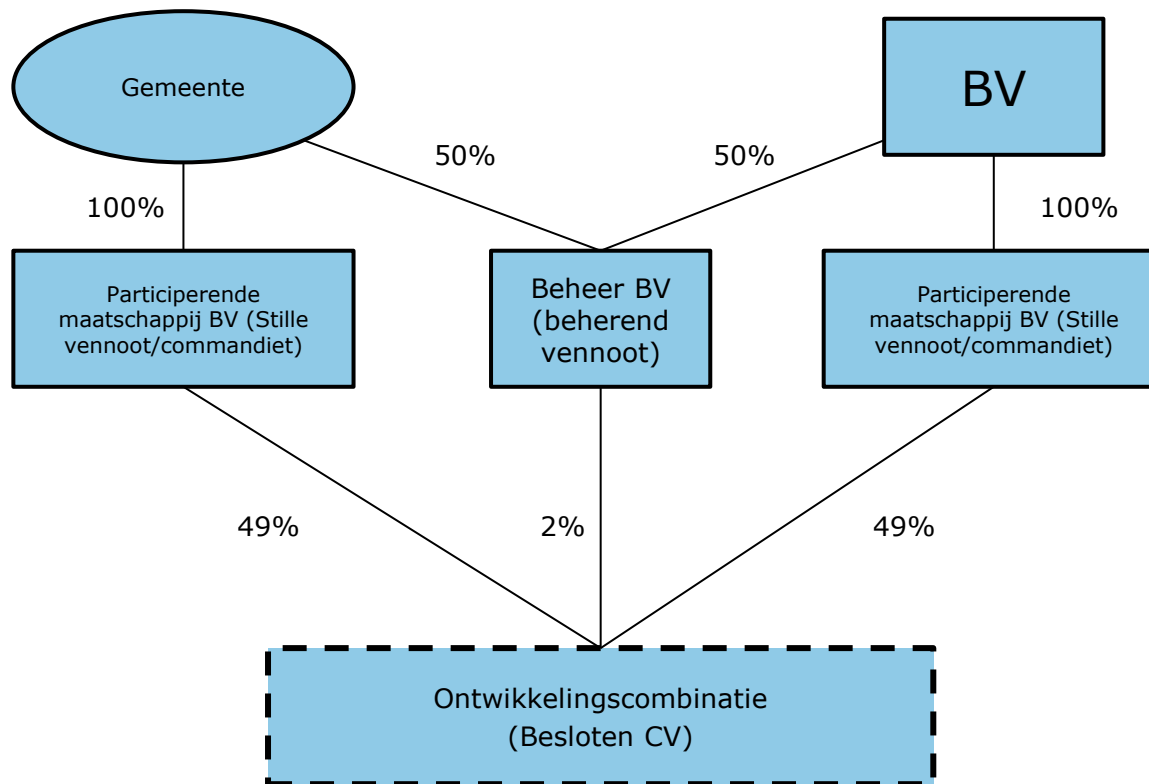 Gemeente
BV
50%
50%
100%
100%
Participerende
maatschappij BV (Stille
vennoot/commandiet)
Beheer BV
(beherend
vennoot)
Participerende
maatschappij BV (Stille
vennoot/commandiet)
49%
2%
49%
Ontwikkelingscombinatie
(Besloten CV)